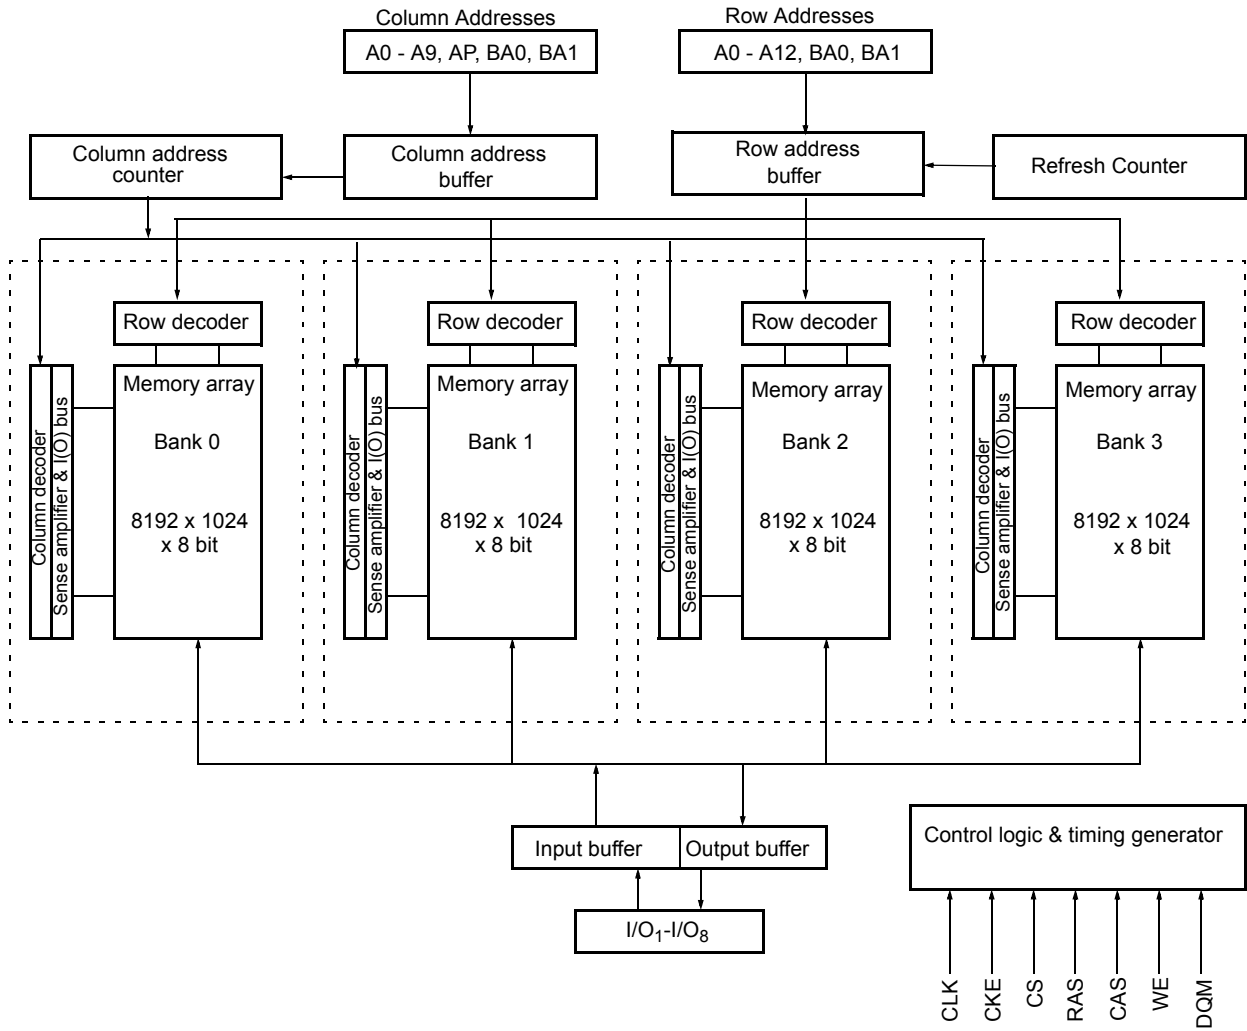 Column Addresses
A0 - A9, AP, BA0, BA1
Row Addresses
A0 - A12, BA0, BA1
Column address
counter
Column address
buffer
Row address
buffer
Refresh Counter
Row decoder
Row decoder
Row decoder
Row decoder
Column decoder
Sense amplifier & I(O) bus
Memory array
Bank 0
8192 x 1024
x 8 bit
Column decoder
Sense amplifier & I(O) bus
Memory array
Bank 1
8192 x 1024
x 8 bit
Column decoder
Sense amplifier & I(O) bus
Memory array
Bank 2
8192 x 1024
x 8 bit
Column decoder
Sense amplifier & I(O) bus
Memory array
Bank 3
8192 x 1024
x 8 bit
Input buffer
Output buffer
I/O1-I/O8
Control logic & timing generator
CLK
CKE
CS
RAS
CAS
WE
DQM